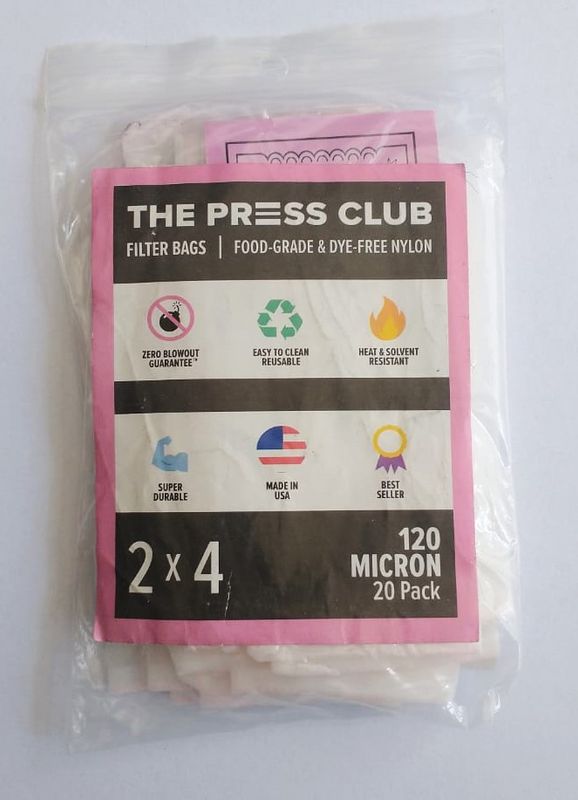 THE PRESS CLUB
FILTER BAGS | FOOD-GRADE & DYE-FREE NYLON
ZERO BLOWOUT
GUARANTEE™
EASY TO CLEAN
REUSABLE
HEAT & SOLVENT
RESISTANT
SUPER
DURABLE
MADE IN
USA
BEST
SELLER
2 x 4
120
MICRON
20 Pack